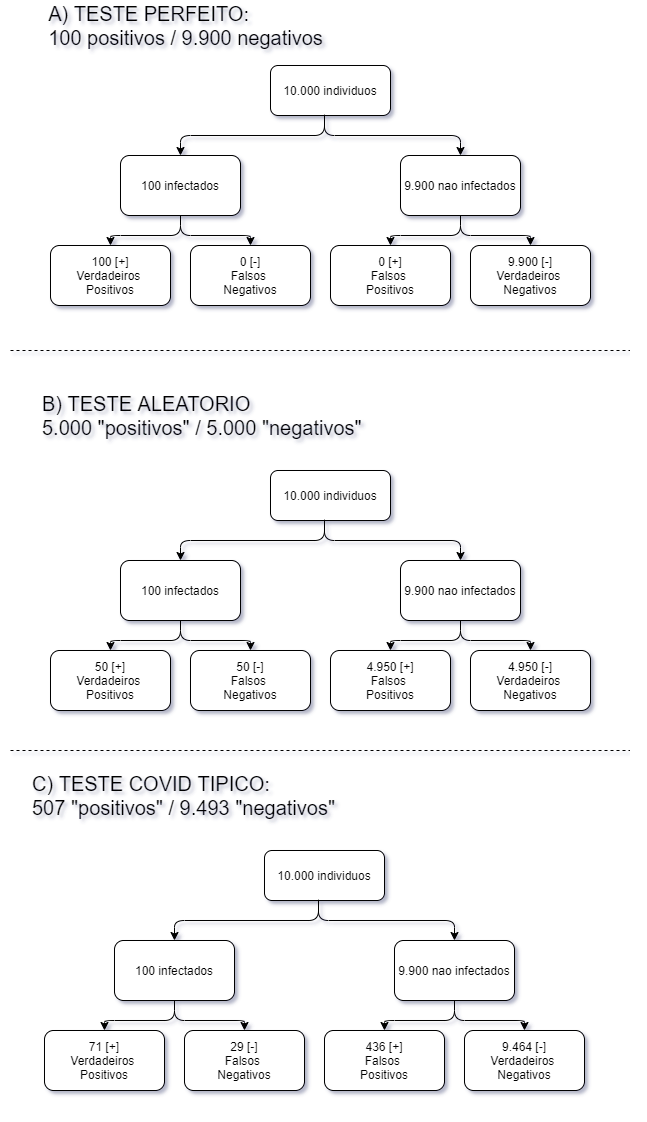 A) TESTE PERFEITO:
100 positivos / 9.900 negativos
10.000 individuos
100 infectados
9.900 nao infectados
100 [+]
Verdadeiros
Positivos
0 [-]
Falsos
Negativos
0 [+]
Falsos
Positivos
9.900 [-]
Verdadeiros
Negativos
B) TESTE ALEATORIO
5.000 "positivos" / 5.000 "negativos"
10.000 individuos
100 infectados
9.900 nao infectados
50 [+]
Verdadeiros
Positivos
50 [-]
Falsos
Negativos
4.950 [+]
Falsos
Positivos
4.950 [-]
Verdadeiros
Negativos
C) TESTE COVID TIPICO:
507 "positivos" / 9.493 "negativos"
10.000 individuos
100 infectados
9.900 nao infectados
71 [+]
Verdadeiros
Positivos
29 [-]
Falsos
Negativos
436 [+]
Falsos
Positivos
9.464 [-]
Verdadeiros
Negativos